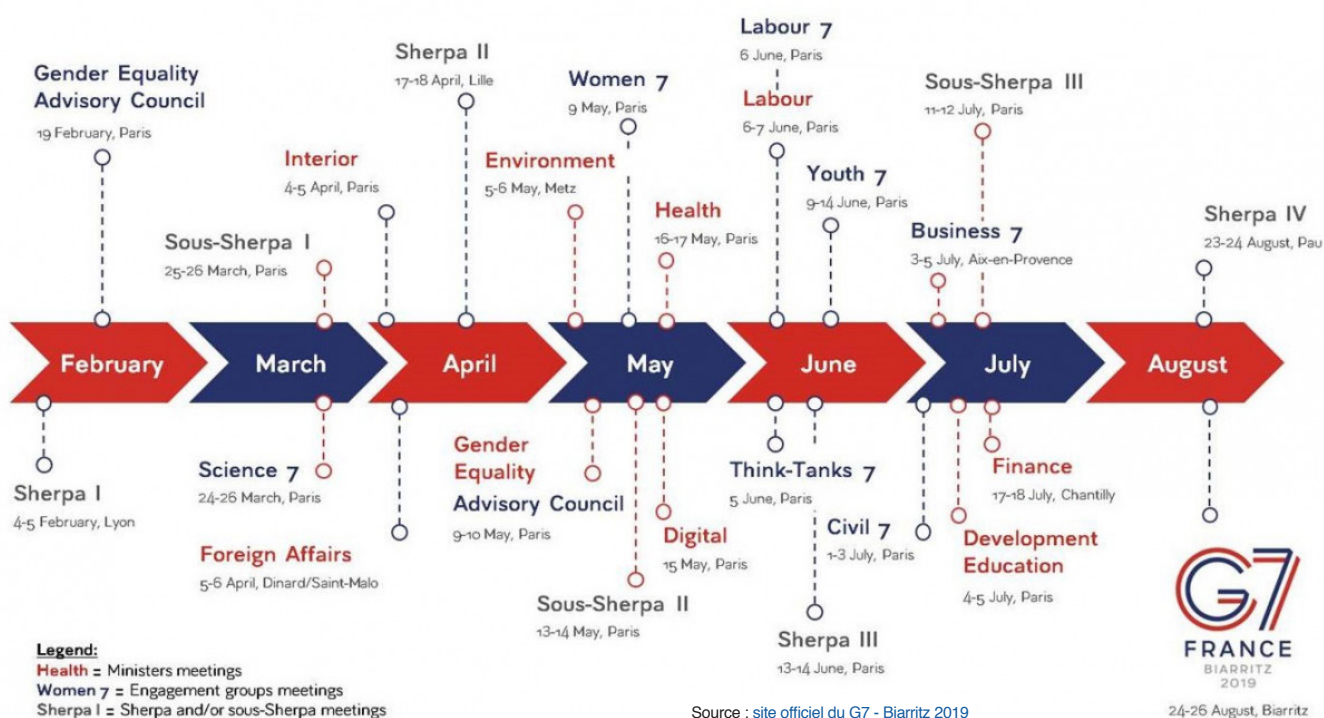 Gender Equality
Advisory Council
19 February, Paris
Sherpa II
17-18 April, Lille
Women 7
9 May, Paris
Labour 7
6 June, Paris
Labour
6-7 June, Paris
Sous-Sherpa III
11-12 July, Paris
Interior
4-5 April, Paris
Environment
5-6 May, Metz
Youth 7
9-14 June, Paris
Sous-Sherpa I
25-26 March, Paris
Health
16-17 May, Paris
Business 7
3-5 July, Aix-en-Provence
Sherpa IV
23-24 August, Pau
February
March
April
May
June
July
August
Sherpa I
4-5 February, Lyon
Science 7
24-26 March, Paris
Foreign Affairs
5-6 April, Dinard/Saint-Malo
Gender
Equality
Advisory Council
9-10 May, Paris
Sous-Sherpa II
13-14 May, Paris
Digital
15 May, Paris
Think-Tanks 7
5 June, Paris
Sherpa III
13-14 June, Paris
Civil 7
1-3 July, Paris
Finance
17-18 July, Chantilly
Development
Education
4-5 July, Paris
G7
FRANCE
BIARRITZ
2019
24-26 August, Biarritz
Legend:
Health = Ministers meetings
Women 7 = Engagement groups meetings
Sherpa I = Sherpa and/or sous-Sherpa meetings
Source : site officiel du G7 - Biarritz 2019